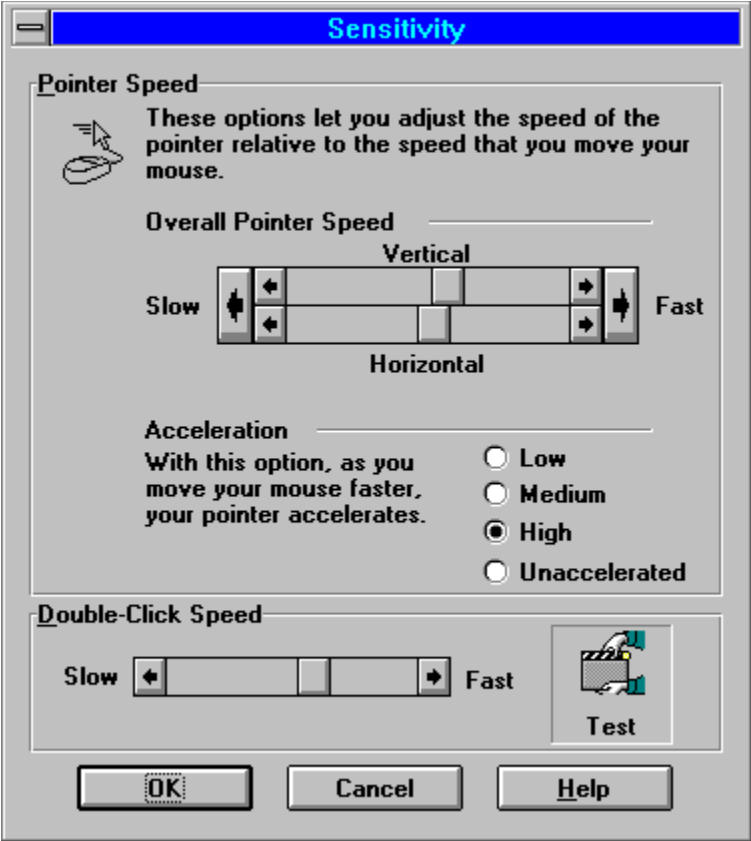 Sensitivity
Pointer Speed
These options let you adjust the speed of the
pointer relative to the speed that you move your
mouse.
Overall Pointer Speed
Vertical
Slow
Fast
Horizontal
Acceleration
With this option, as you
move your mouse faster,
your pointer accelerates.
Low
Medium
High
Unaccelerated
Double-Click Speed
Slow
Fast
Test
OK
Cancel
Help